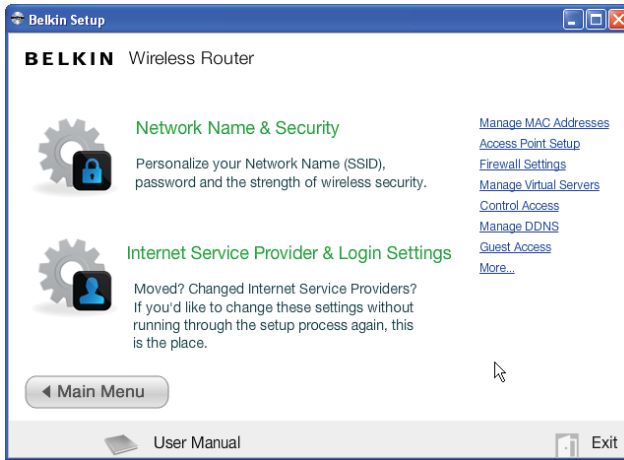 Belkin Setup
BELKIN Wireless Router
Network Name & Security
Personalize your Network Name (SSID),
password and the strength of wireless security.
Internet Service Provider & Login Settings
Moved? Changed Internet Service Providers?
If you'd like to change these settings without
running through the setup process again, this
is the place.
Manage MAC Addresses
Access Point Setup
Firewall Settings
Manage Virtual Servers
Control Access
Manage DDNS
Guest Access
More...
Main Menu
User Manual
Exit